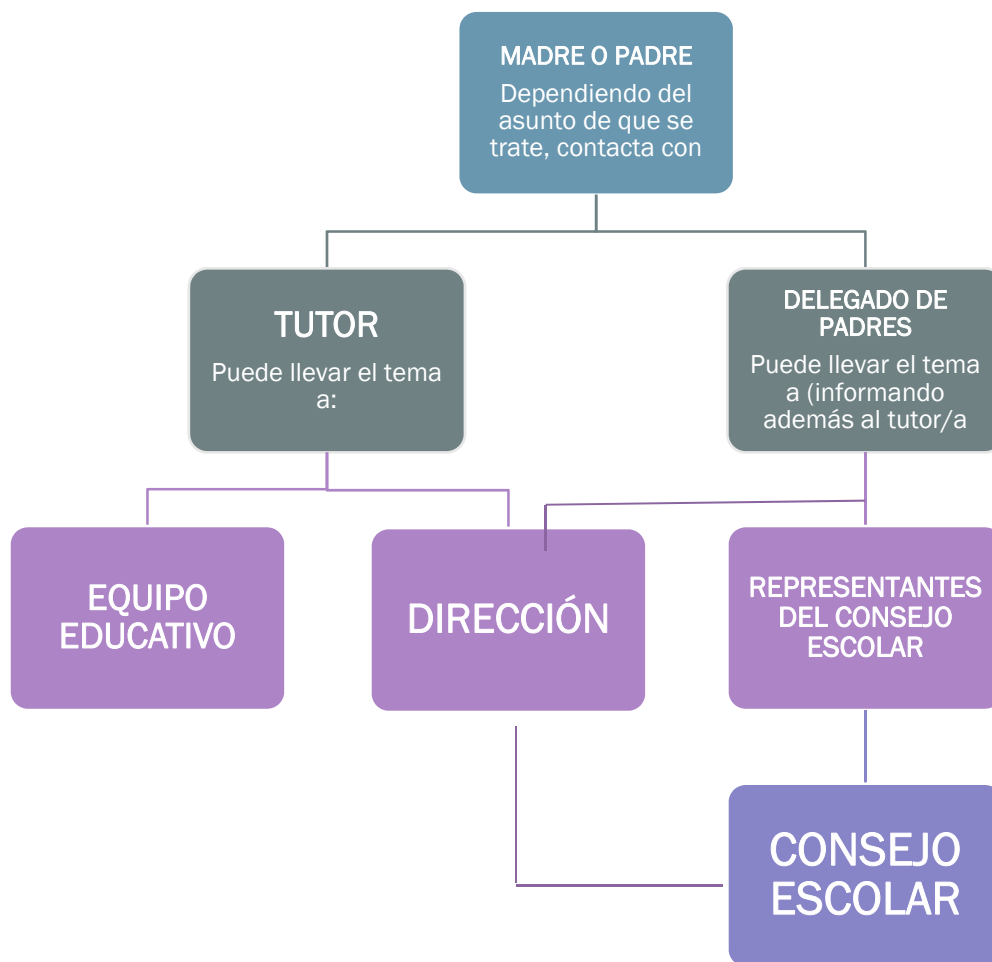 MADRE O PADRE
Dependiendo del
asunto de que se
trate, contacta con
TUTOR
Puede llevar el tema
a:
DELEGADO DE
PADRES
Puede llevar el tema
a (informando
además al tutor/a
EQUIPO
EDUCATIVO
DIRECCIÓN
REPRESENTANTES
DEL CONSEJO
ESCOLAR
CONSEJO
ESCOLAR